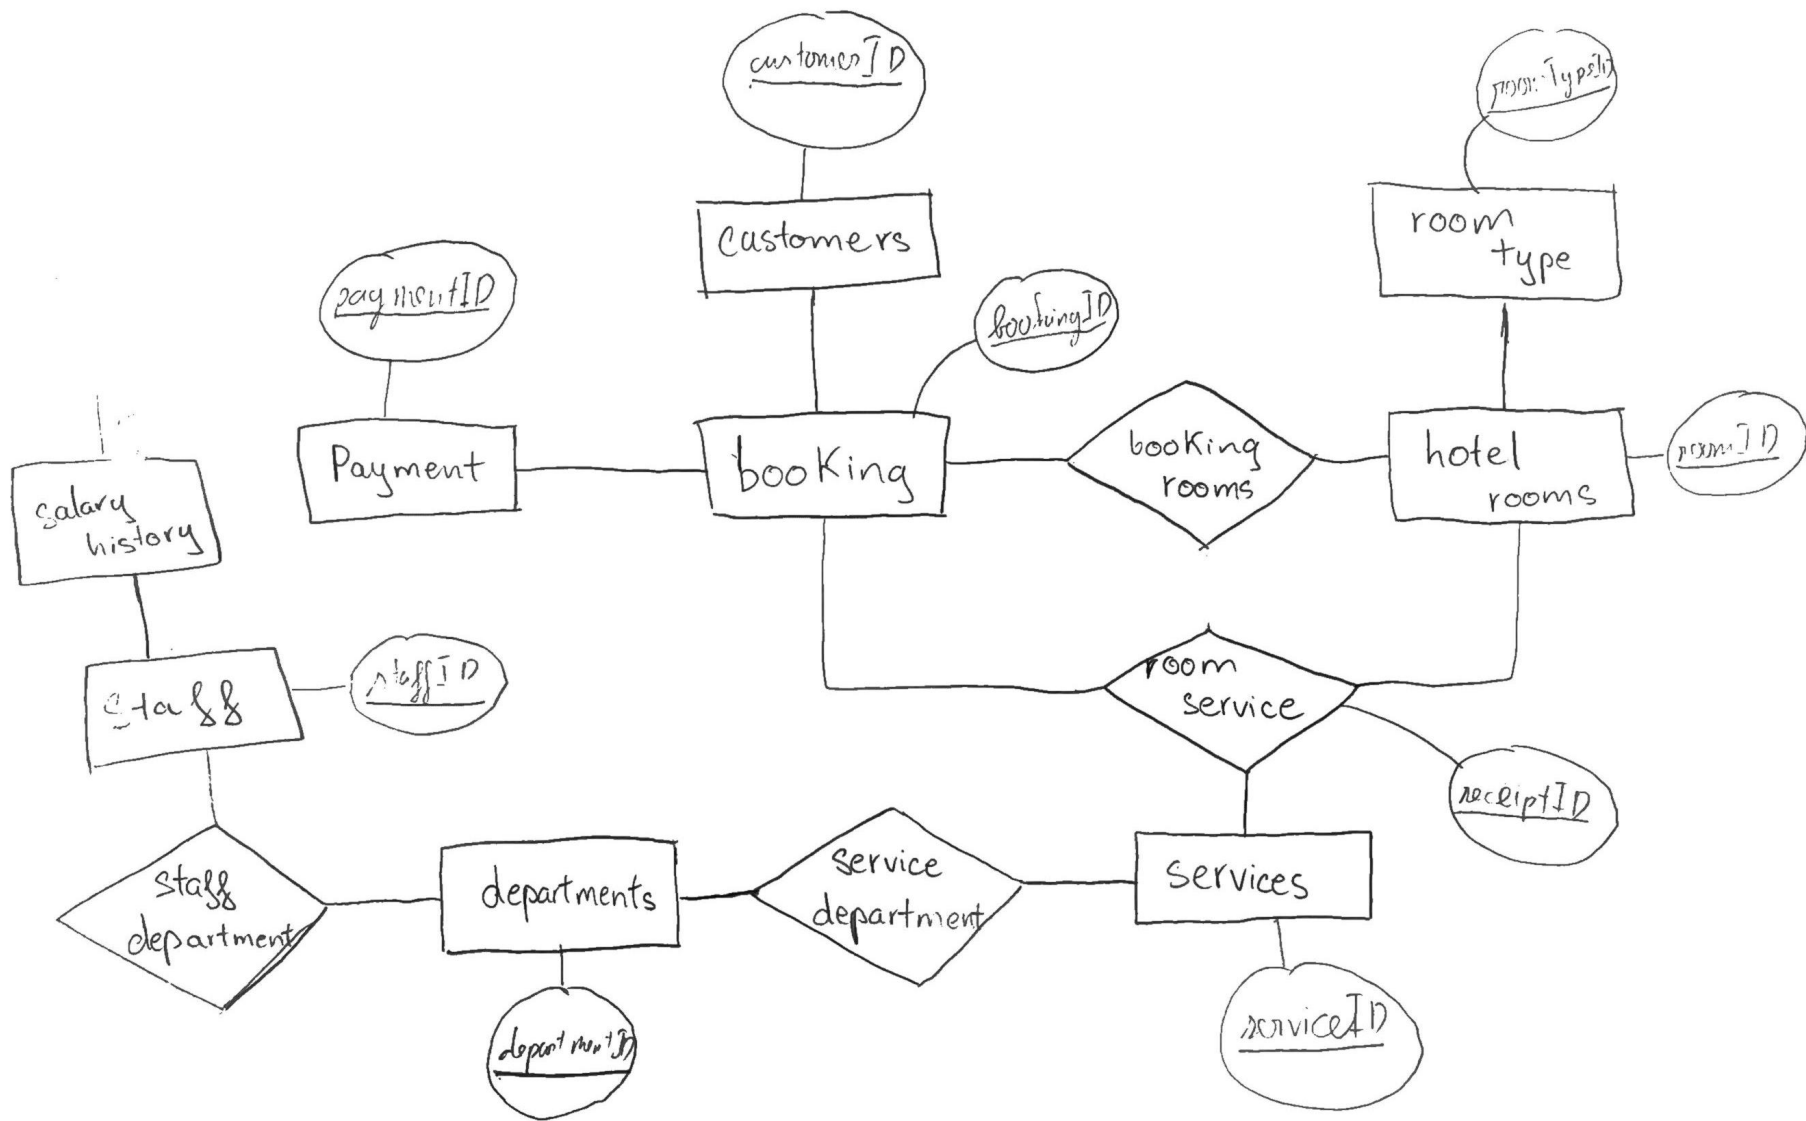 customerID
roomTypeID
customers
room
type
paymentID
bookingID
Payment
booking
booking
rooms
hotel
rooms
roomID
salary
history
staff
staffID
room
service
receiptID
staff
department
departments
service
department
services
departmentID
serviceID